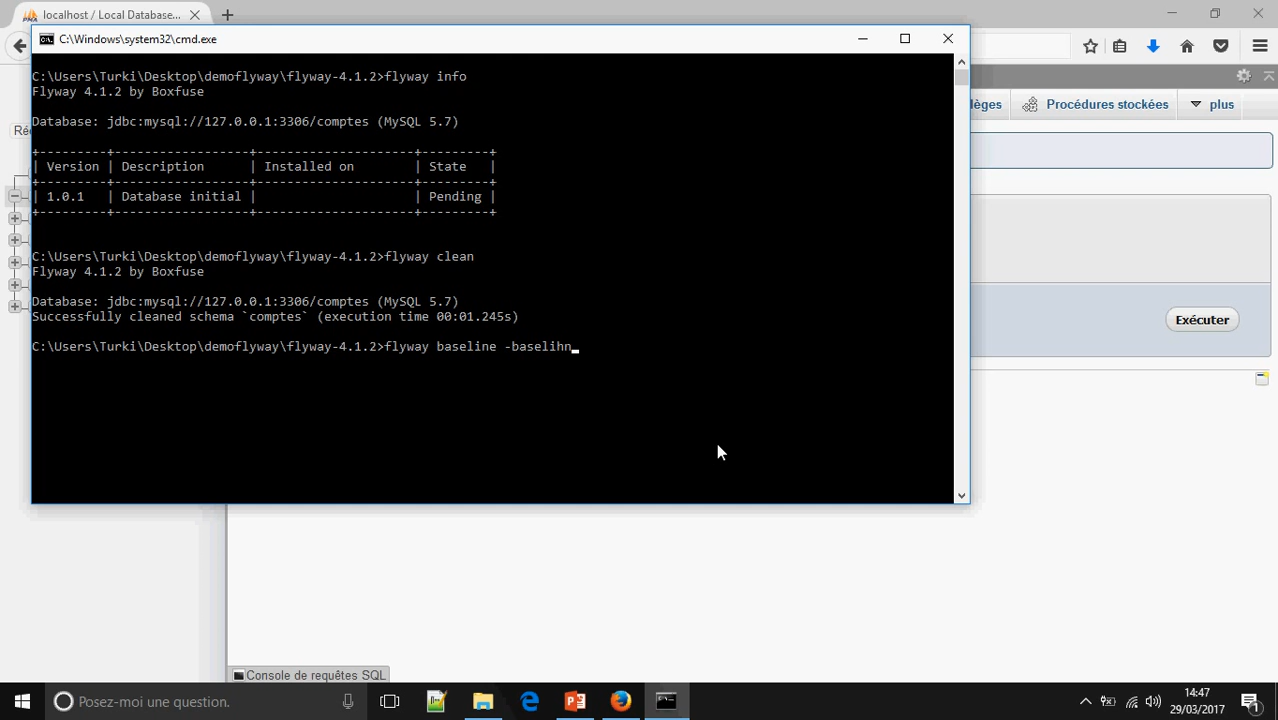 localhost / Local Database...
C:\Windows\system32\cmd.exe
C:\Users\Turki\Desktop\demoflyway\flyway-4.1.2>flyway info
Flyway 4.1.2 by Boxfuse
Database: jdbc:mysql://127.0.0.1:3306/comptes (MySQL 5.7)
+---------+------------------+---------------------+---------+
| Version | Description      | Installed on        | State   |
+---------+------------------+---------------------+---------+
| 1.0.1   | Database initial |                     | Pending |
+---------+------------------+---------------------+---------+
C:\Users\Turki\Desktop\demoflyway\flyway-4.1.2>flyway clean
Flyway 4.1.2 by Boxfuse
Database: jdbc:mysql://127.0.0.1:3306/comptes (MySQL 5.7)
Successfully cleaned schema `comptes` (execution time 00:01.245s)
C:\Users\Turki\Desktop\demoflyway\flyway-4.1.2>flyway baseline -baselihn_
Ré
lèges Procédures stockées plus
Exécuter
Console de requêtes SQL
Posez-moi une question.
14:47
29/03/2017
1